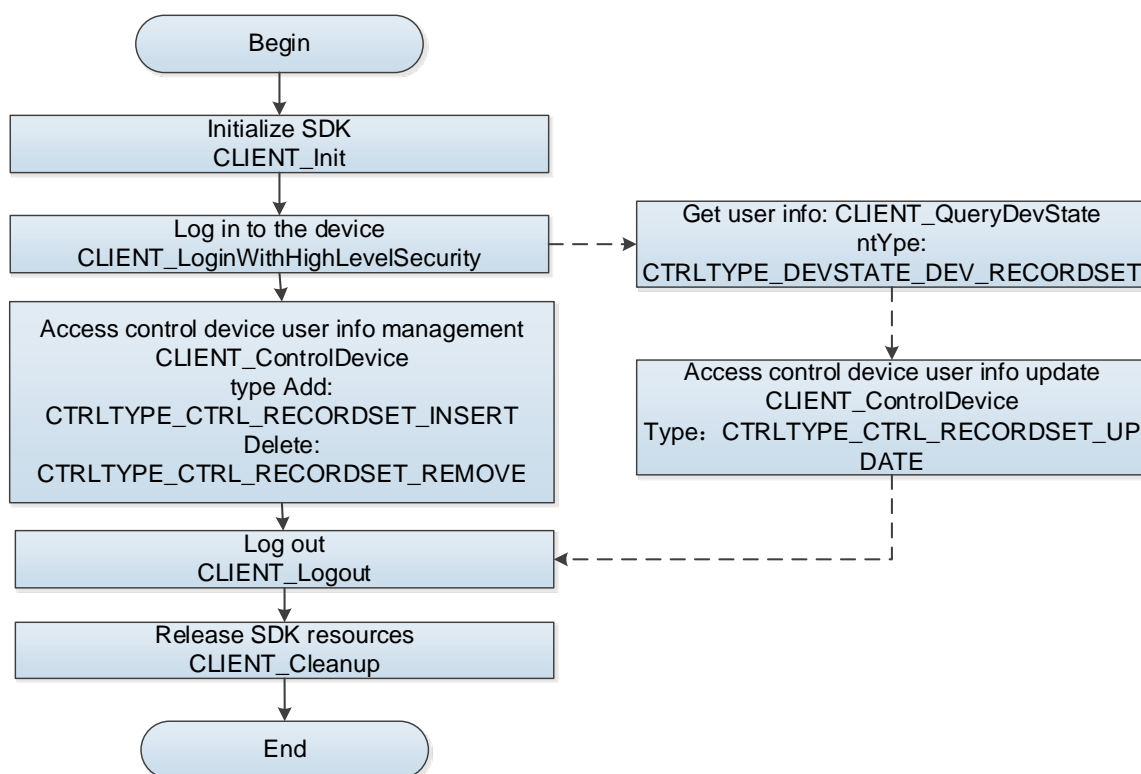 Begin
Initialize SDK
CLIENT_Init
Log in to the device
CLIENT_LoginWithHighLevelSecurity
Get user info: CLIENT_QueryDevState
ntYpe:
CTRLTYPE_DEVSTATE_DEV_RECORDSET
Access control device user info management
CLIENT_ControlDevice
type Add:
CTRLTYPE_CTRL_RECORDSET_INSERT
Delete:
CTRLTYPE_CTRL_RECORDSET_REMOVE
Access control device user info update
CLIENT_ControlDevice
Type：CTRLTYPE_CTRL_RECORDSET_UP
DATE
Log out
CLIENT_Logout
Release SDK resources
CLIENT_Cleanup
End